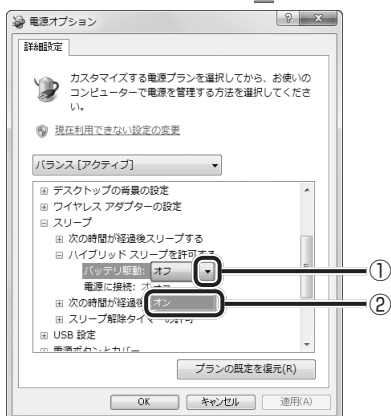 電源オプション
詳細設定
カスタマイズする電源プランを選択してから、お使いの
コンピューターで電源を管理する方法を選択してくださ
い。
現在利用できない設定の変更
バランス [アクティブ]
デスクトップの背景の設定
ワイヤレス アダプターの設定
スリープ
次の時間が経過後スリープする
ハイブリッド スリープを許可する
バッテリ駆動: オフ
①
電源に接続:
次の時間が経過後
オン
②
スリープ解除タイマーの許可
USB 設定
電源ボタンとカバー
プランの既定を復元(R)
OK
キャンセル
適用(A)